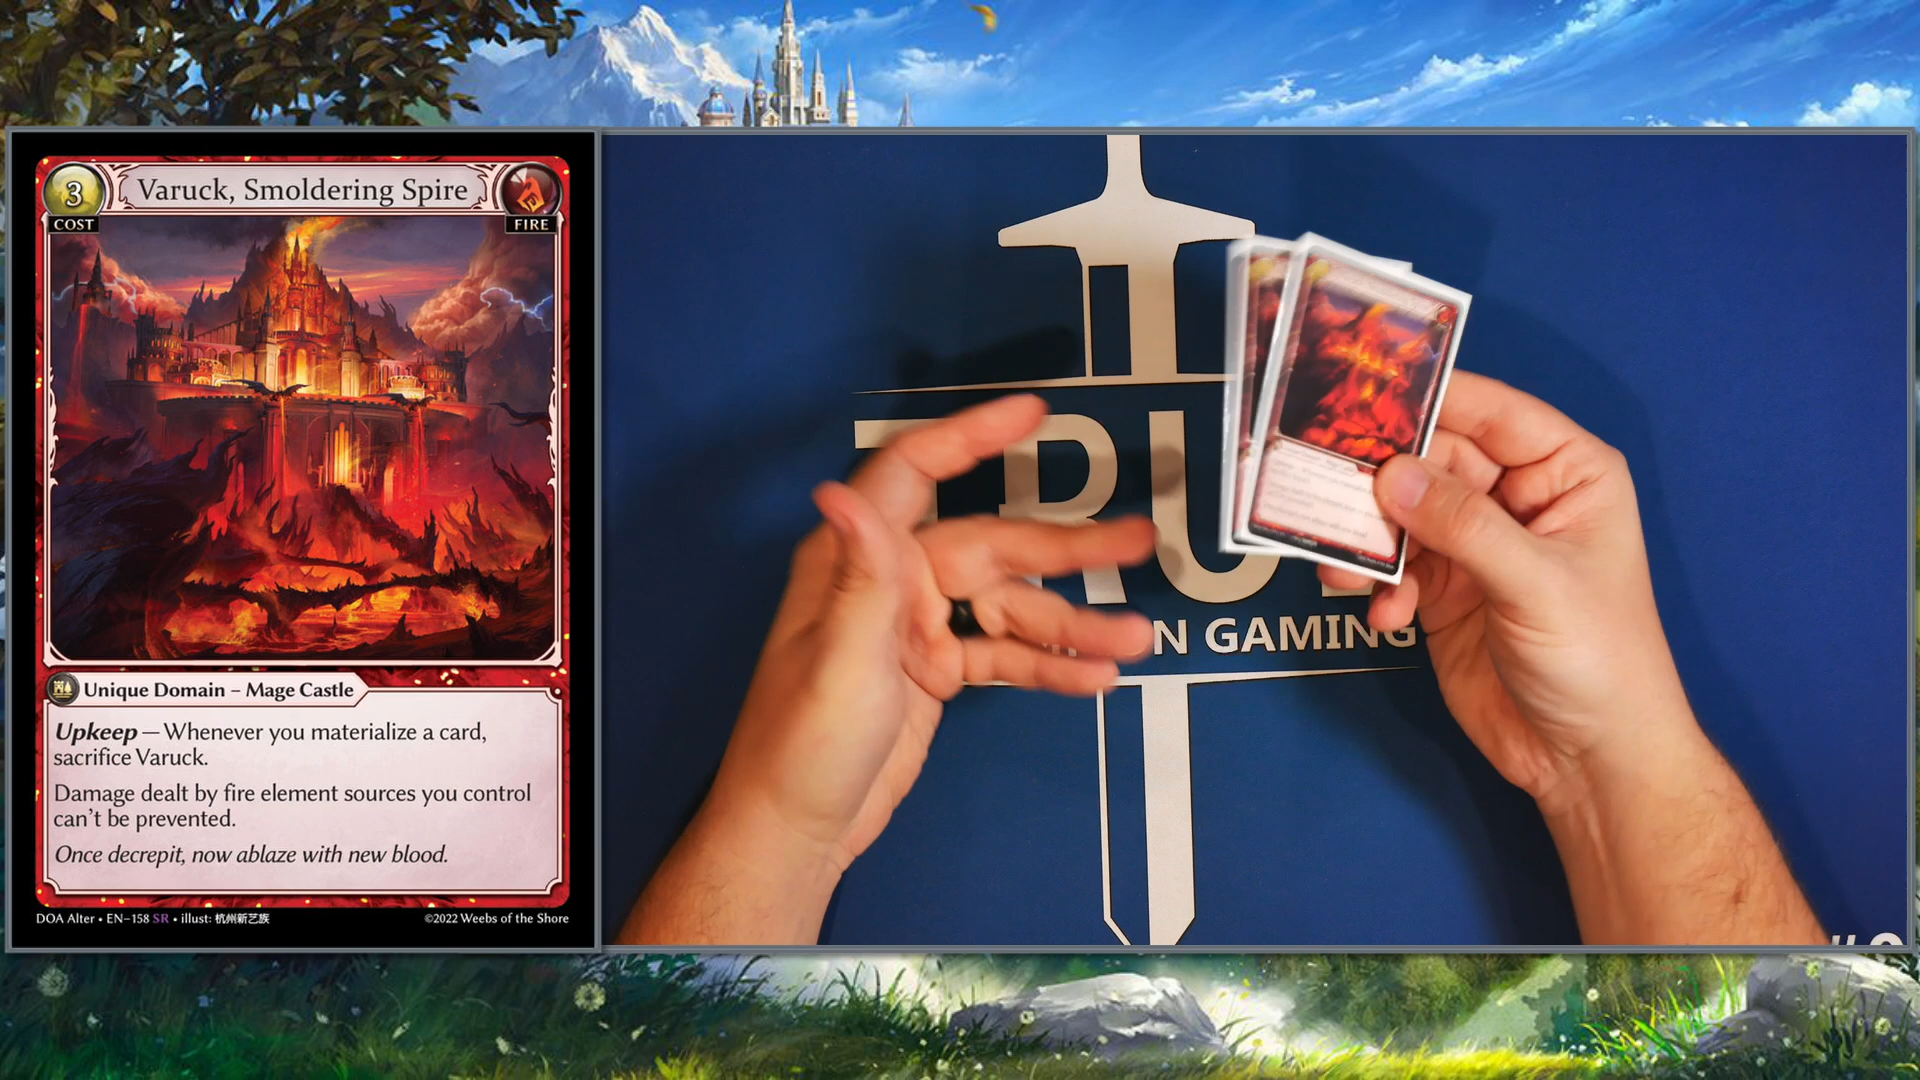 3
COST
Varuck, Smoldering Spire
FIRE
Unique Domain – Mage Castle
Upkeep — Whenever you materialize a card,
sacrifice Varuck.
Damage dealt by fire element sources you control
can't be prevented.
Once decrepit, now ablaze with new blood.
DOA Alter • EN-158 SR • illust: 杭州新艺族
©2022 Weebs of the Shore
GAMING